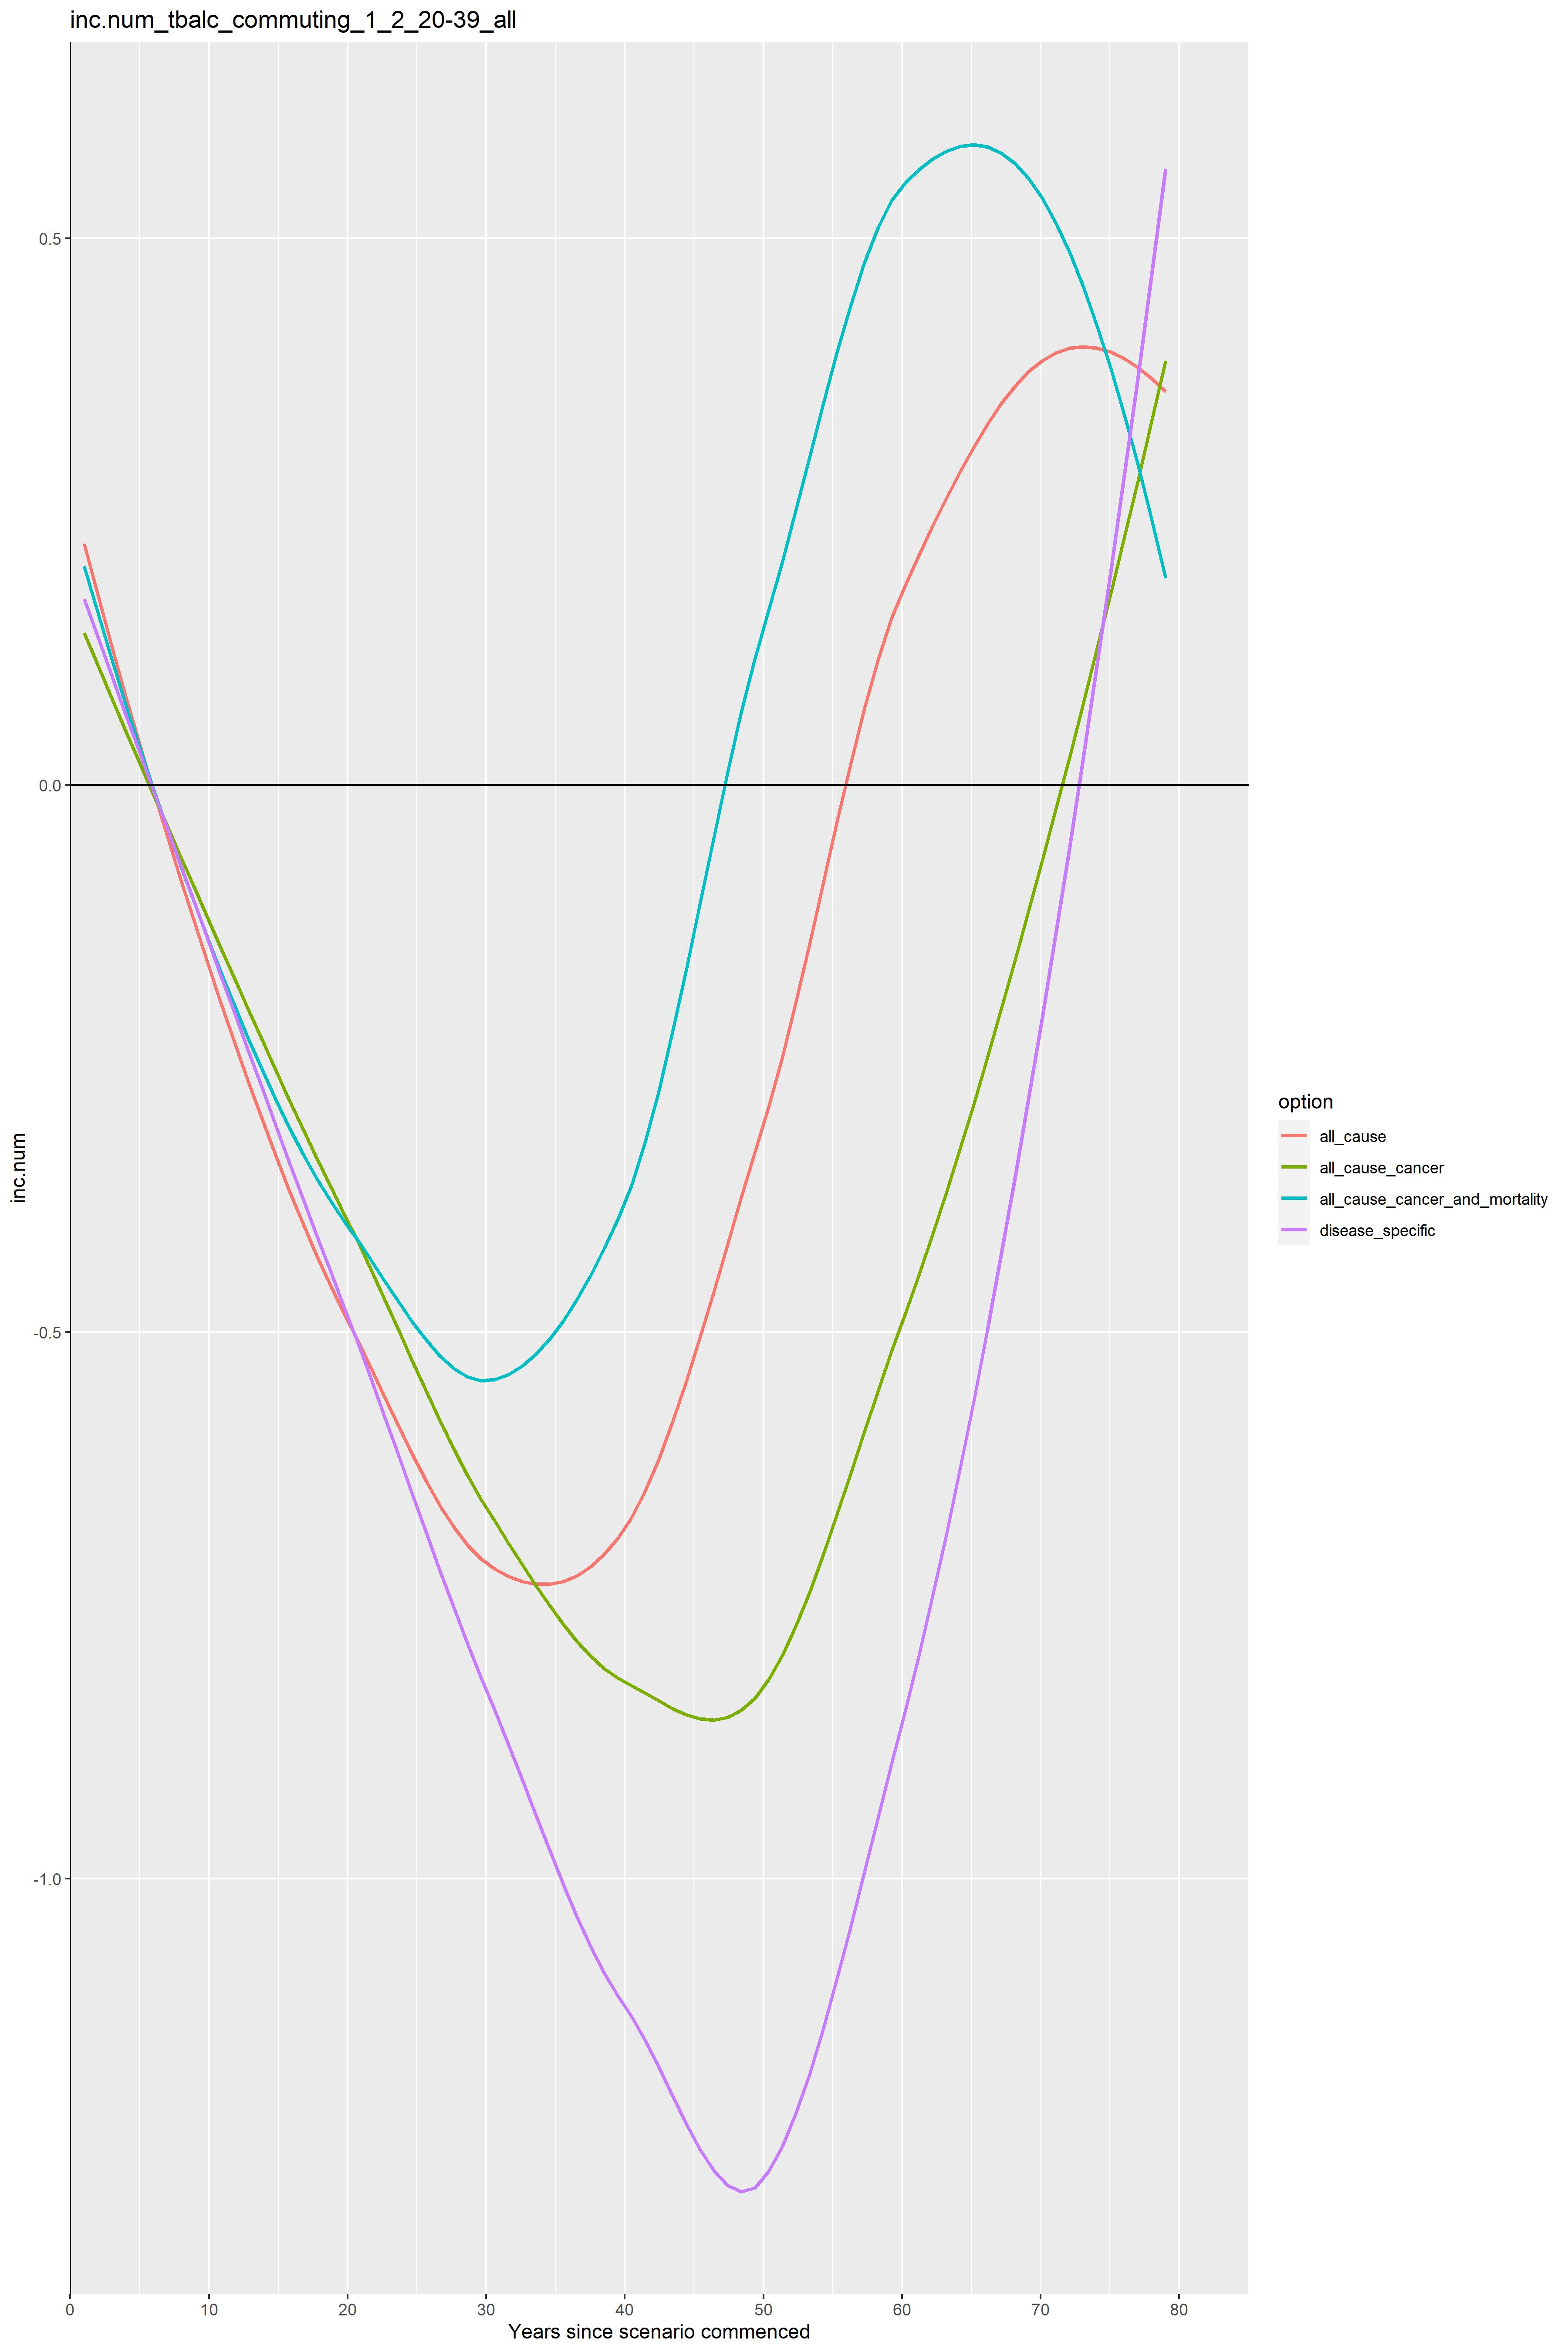 inc.num_tbalc_commuting_1_2_20-39_all
0.5
0.0
-0.5
-1.0
inc.num
0 10 20 30 40 50 60 70 80
Years since scenario commenced
option
all_cause
all_cause_cancer
all_cause_cancer_and_mortality
disease_specific